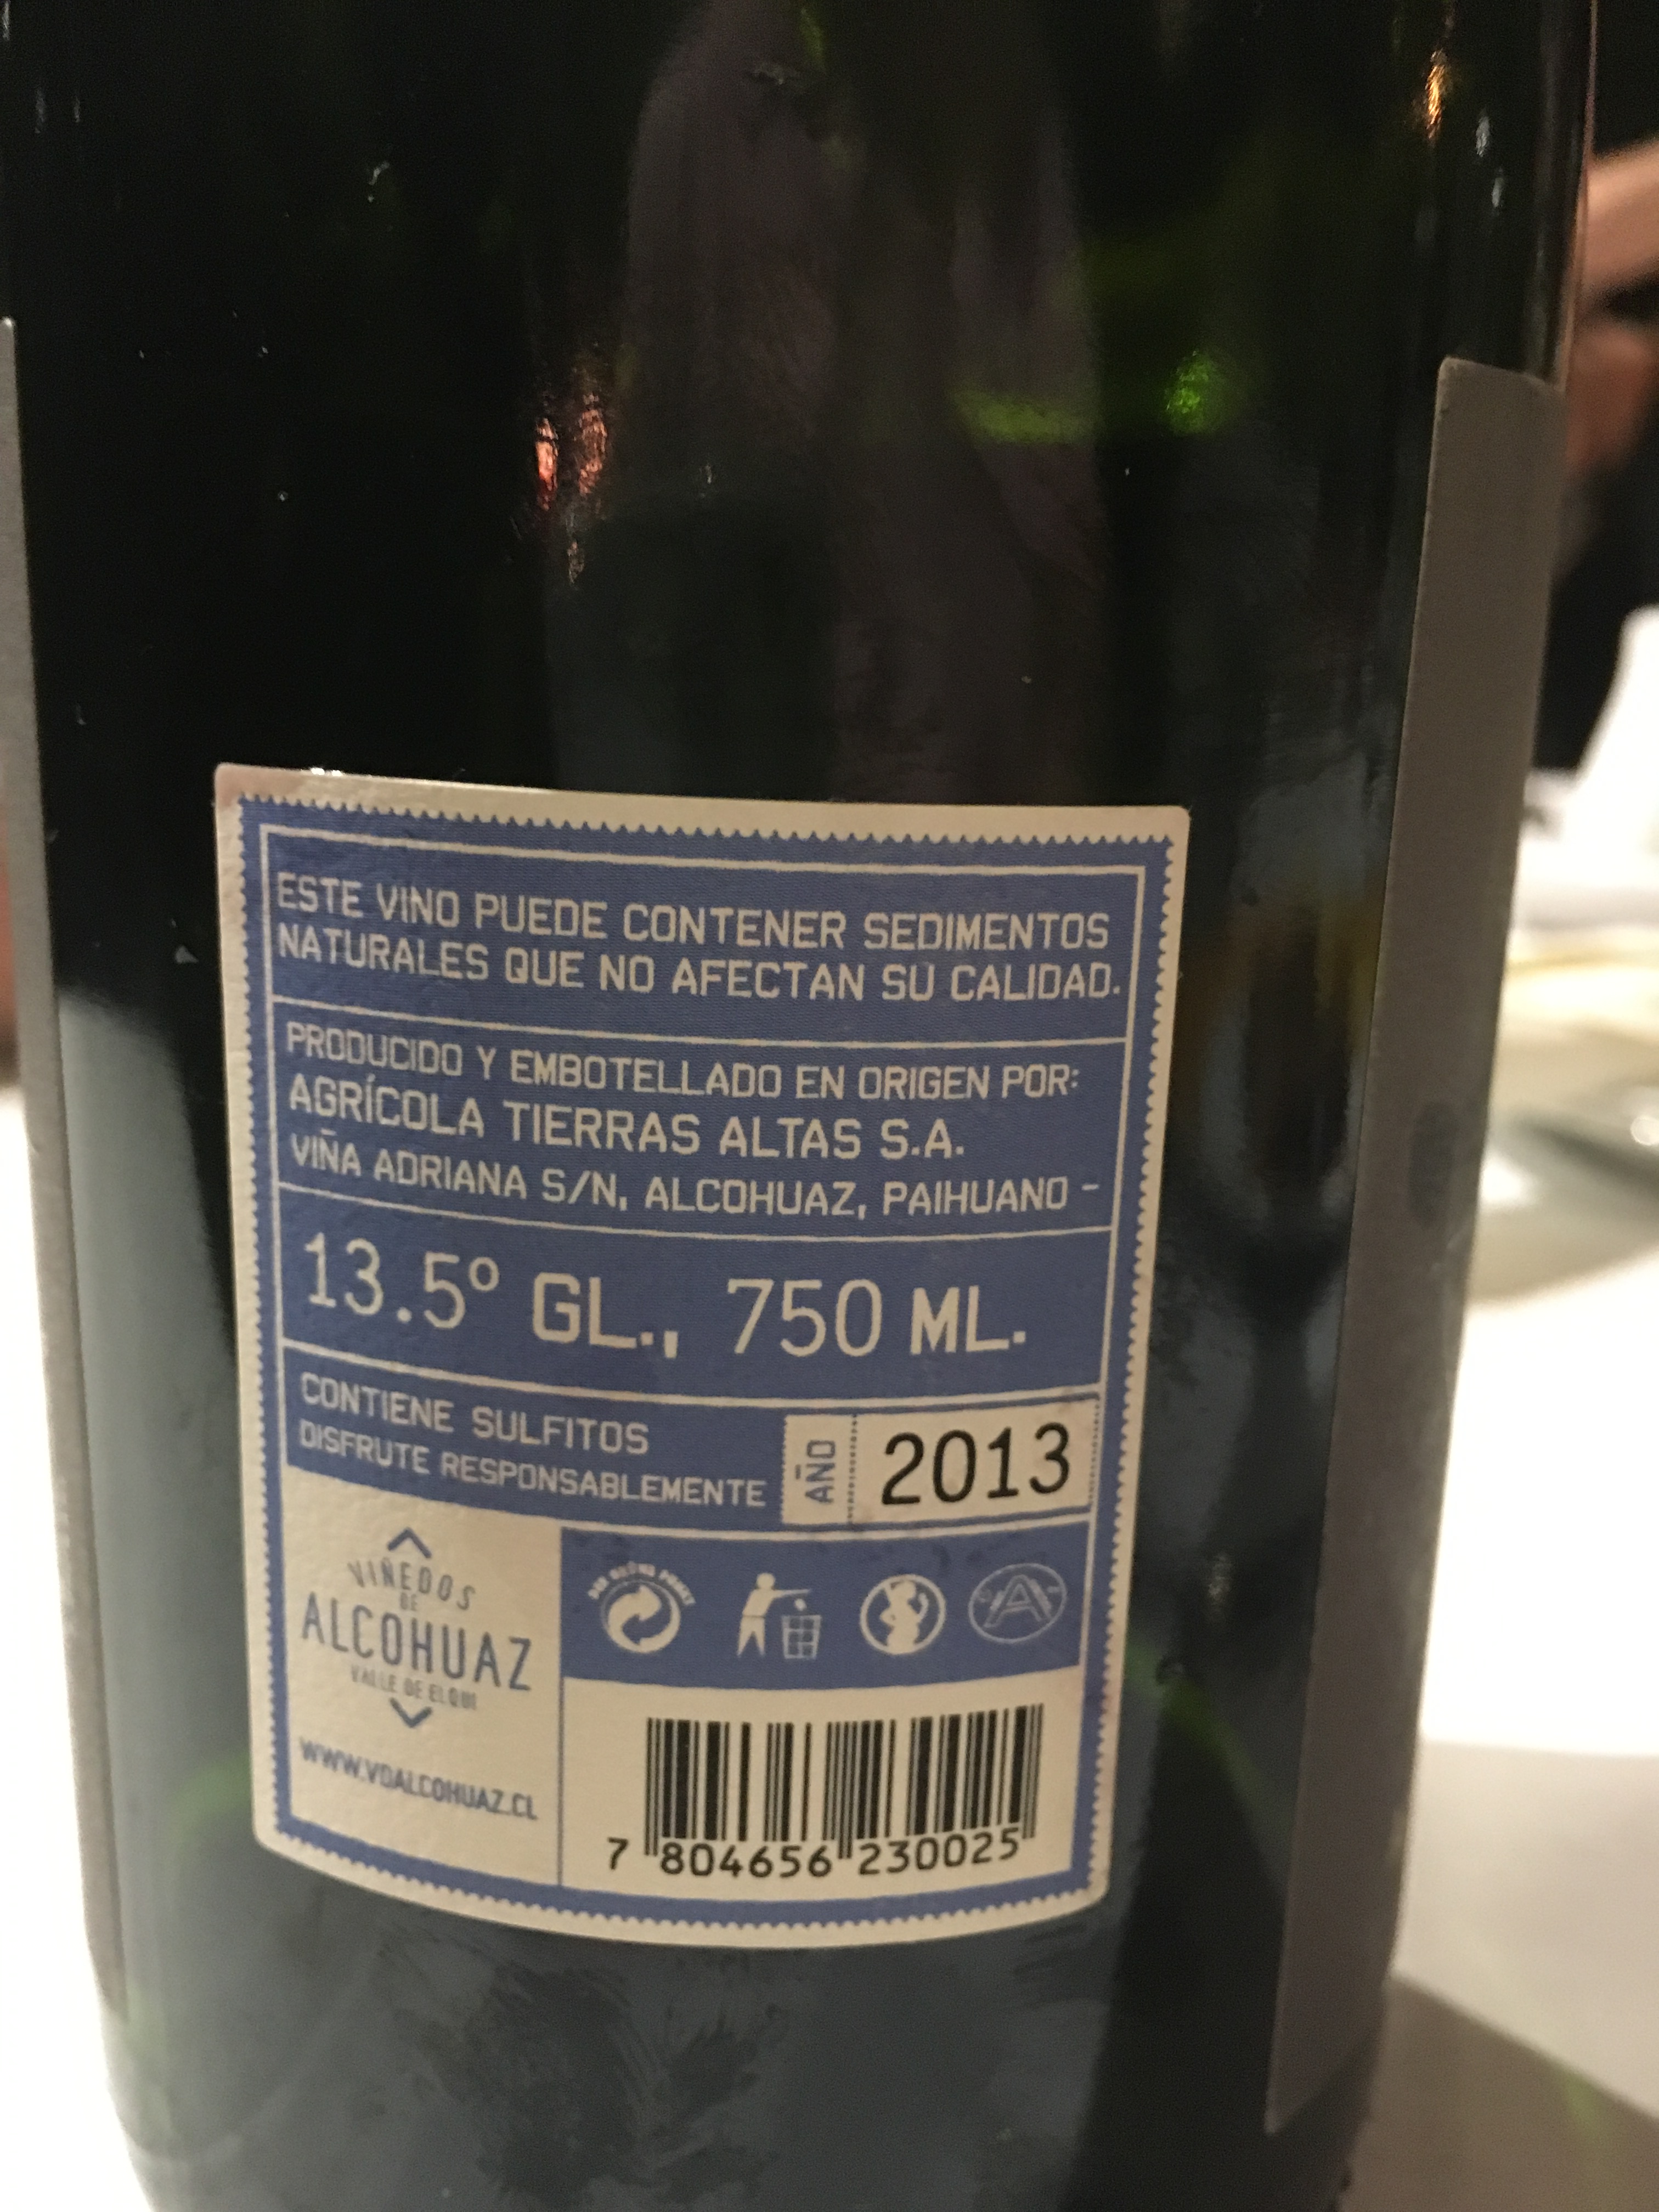 ESTE VINO PUEDE CONTENER SEDIMENTOS
NATURALES QUE NO AFECTAN SU CALIDAD.
PRODUCIDO Y EMBOTELLADO EN ORIGEN POR:
AGRÍCOLA TIERRAS ALTAS S.A.
VIÑA ADRIANA S/N, ALCOHUAZ, PAIHUANO -
13.5º GL., 750 ML.
CONTIENE SULFITOS
DISFRUTE RESPONSABLEMENTE
AÑO 2013
VIÑEDOS
DE
ALCOHUAZ
VALLE DE ELQUI
WWW.VDALCOHUAZ.CL
A
7 804656 230025